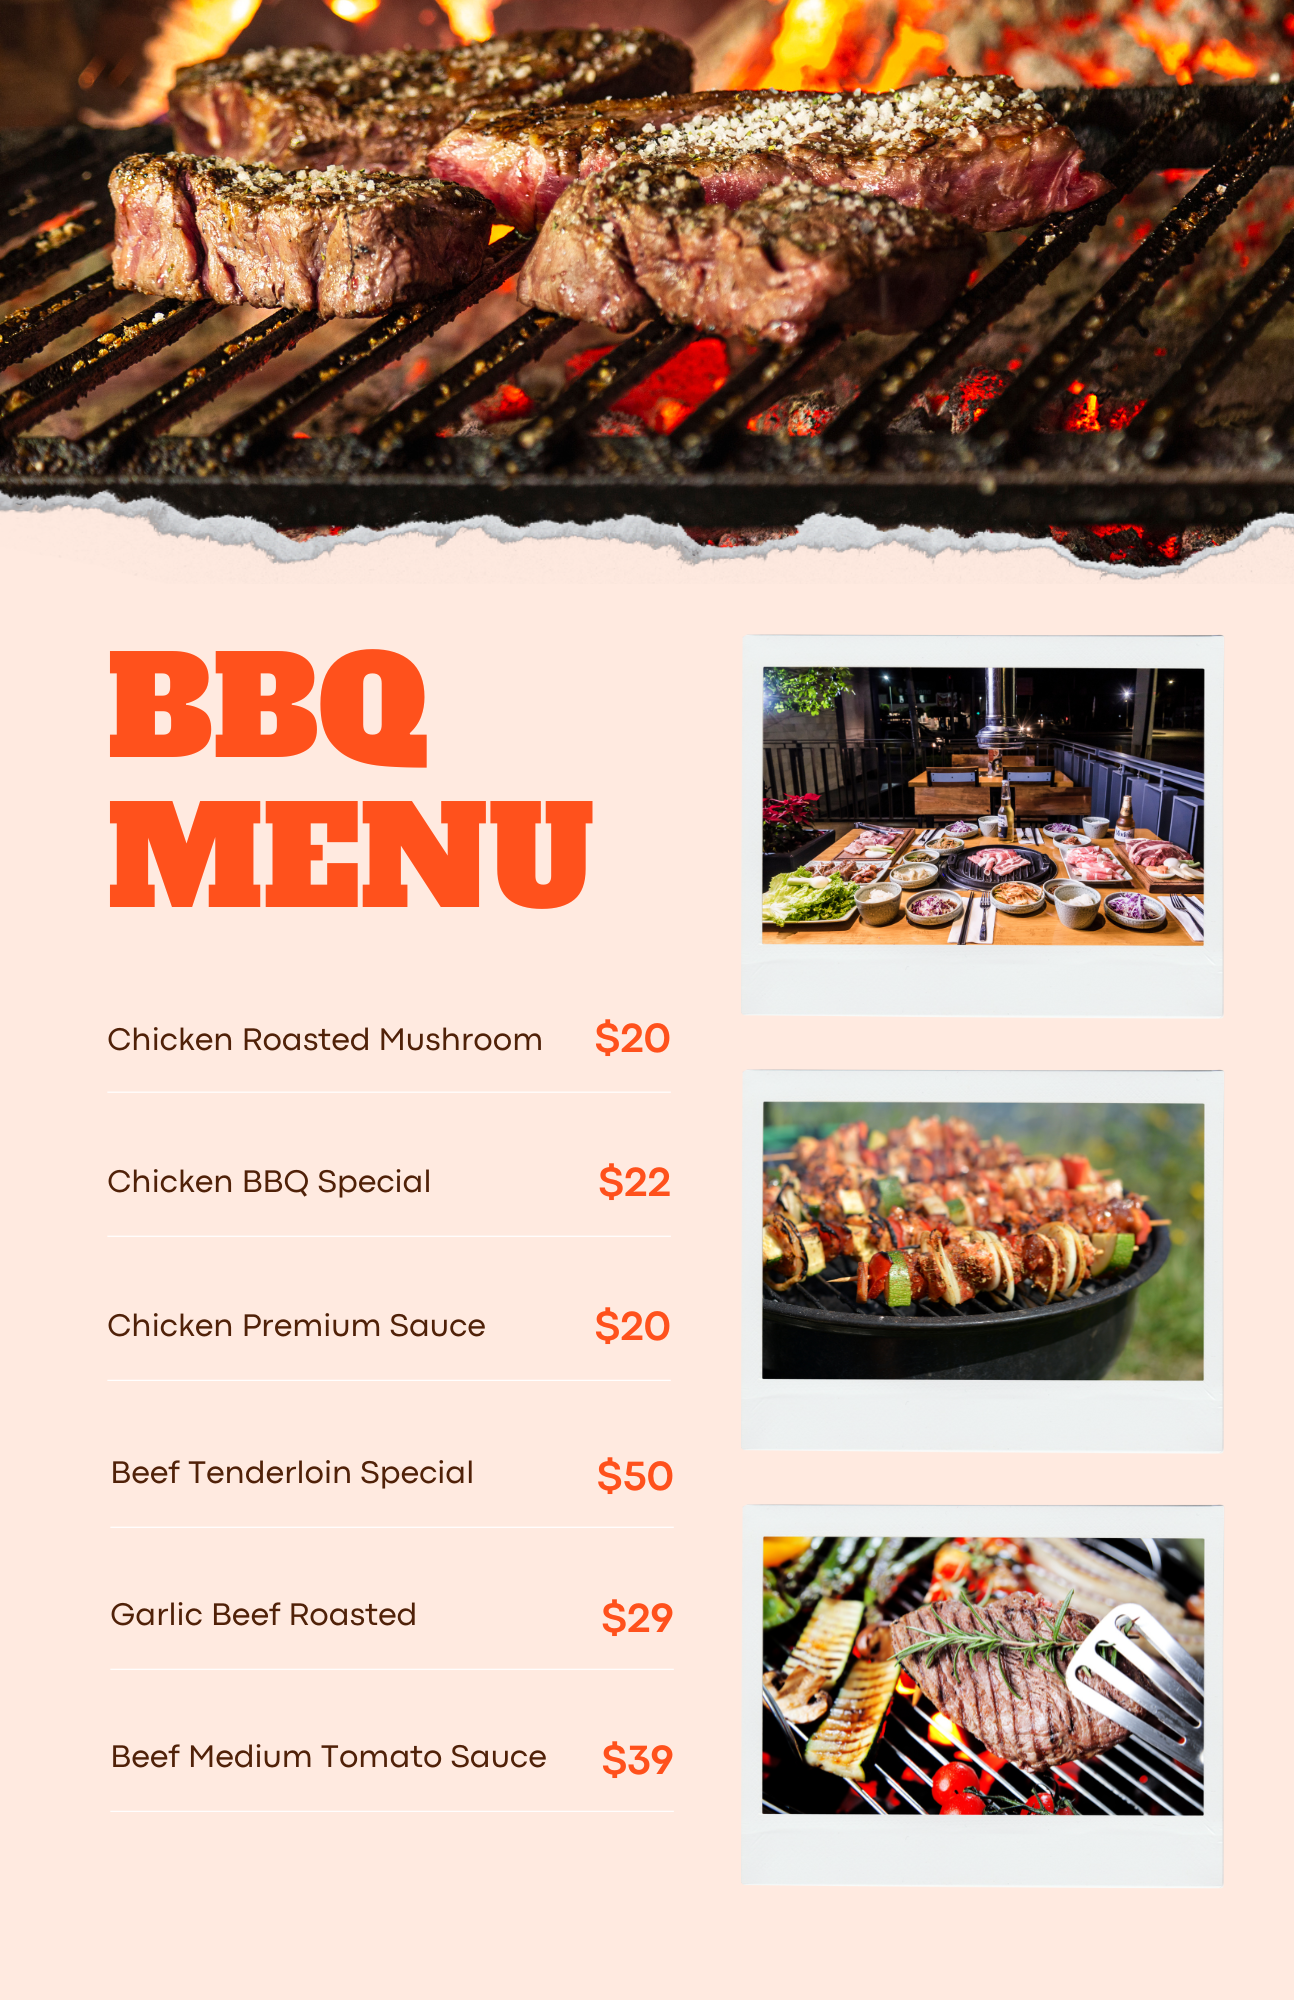 BBQ
MENU
Chicken Roasted Mushroom $20
Chicken BBQ Special $22
Chicken Premium Sauce $20
Beef Tenderloin Special $50
Garlic Beef Roasted $29
Beef Medium Tomato Sauce $39